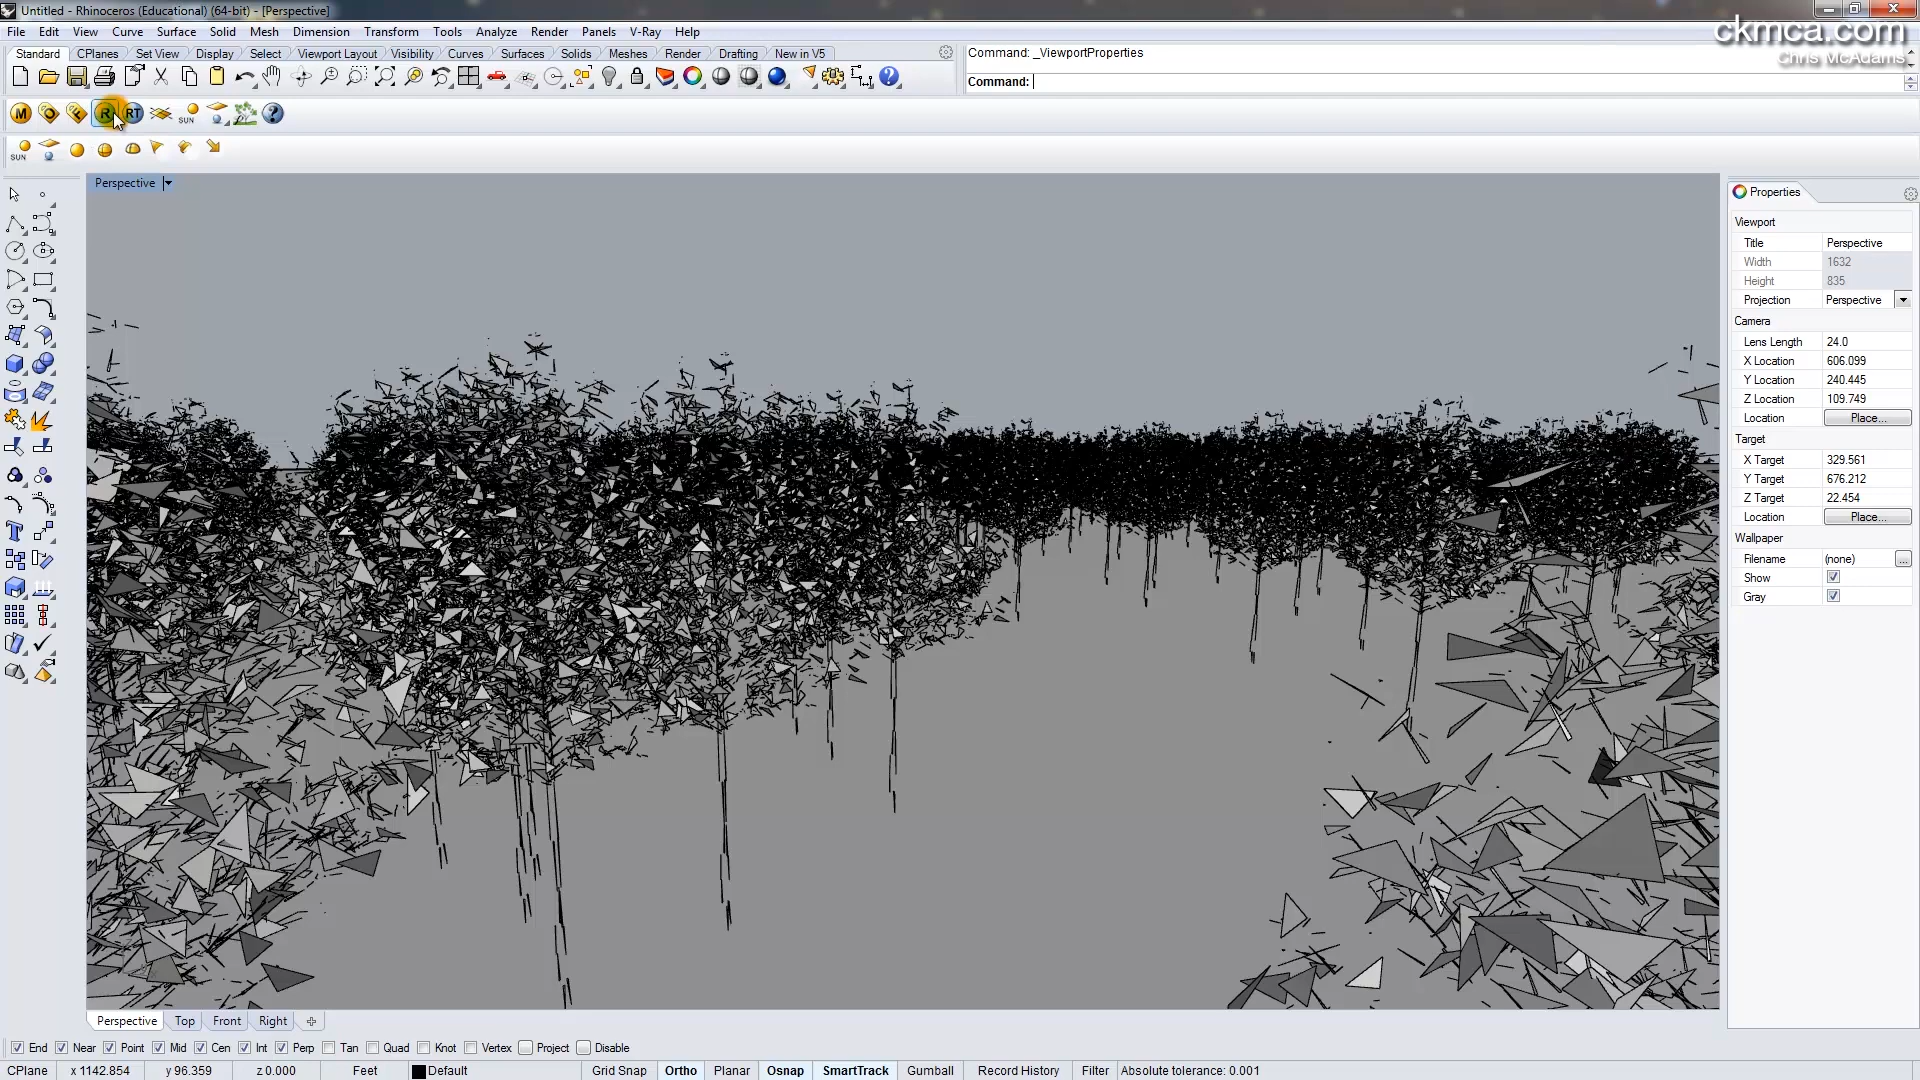 Untitled - Rhinoceros (Educational) (64-bit) - [Perspective]
File Edit View Curve Surface Solid Mesh Dimension Transform Tools Analyze Render Panels V-Ray Help
ckmca.com
Chris McAdams
Standard CPlanes Set View Display Select Viewport Layout Visibility Curves Surfaces Solids Meshes Render Drafting New in V5
Command: _ViewportProperties
Command:
M O F R RT SUN ?
SUN
Perspective
Properties
Viewport
Title Perspective
Width 1632
Height 835
Projection Perspective
Camera
Lens Length 24.0
X Location 606.099
Y Location 240.445
Z Location 109.749
Location Place...
Target
X Target 329.561
Y Target 676.212
Z Target 22.454
Location Place...
Wallpaper
Filename (none) ...
Show
Gray
Perspective Top Front Right
End Near Point Mid Cen Int Perp Tan Quad Knot Vertex Project Disable
CPlane x 1142.854 y 96.359 z 0.000 Feet Default Grid Snap Ortho Planar Osnap SmartTrack Gumball Record History Filter Absolute tolerance: 0.001